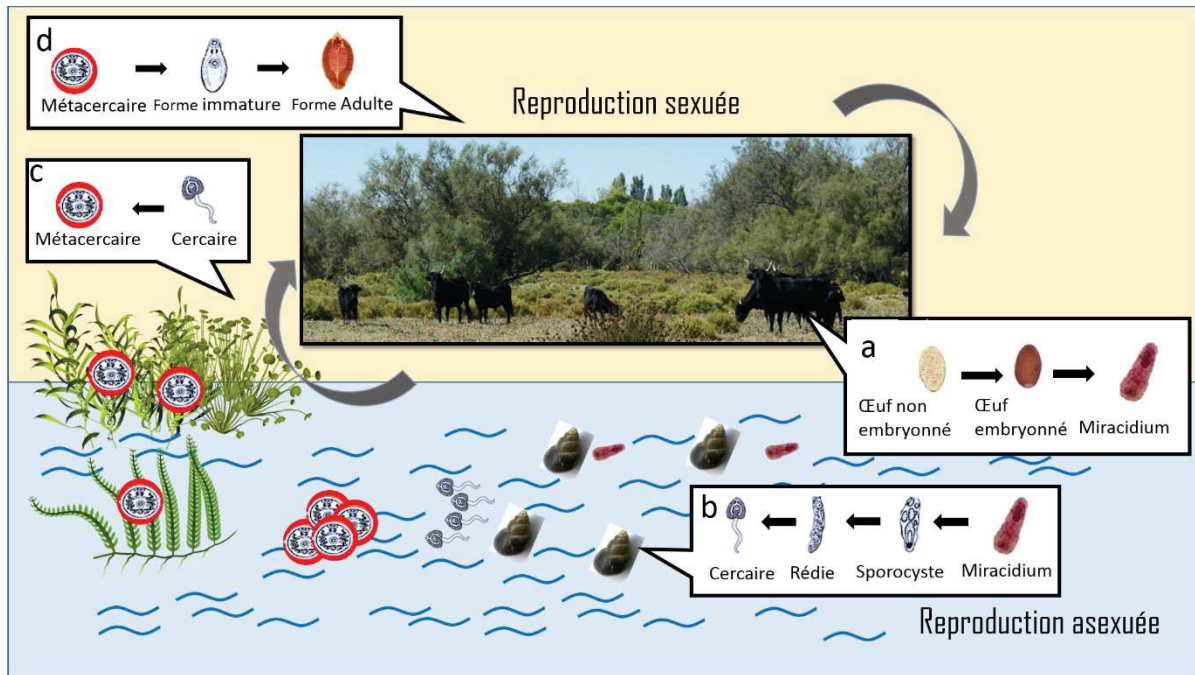 d
Métacercaire Forme immature Forme Adulte
Reproduction sexuée
c
Métacercaire Cercaire
a
Œuf non
embryonné
Œuf
embryonné
Miracidium
b
Cercaire Rédie Sporocyste Miracidium
Reproduction asexuée